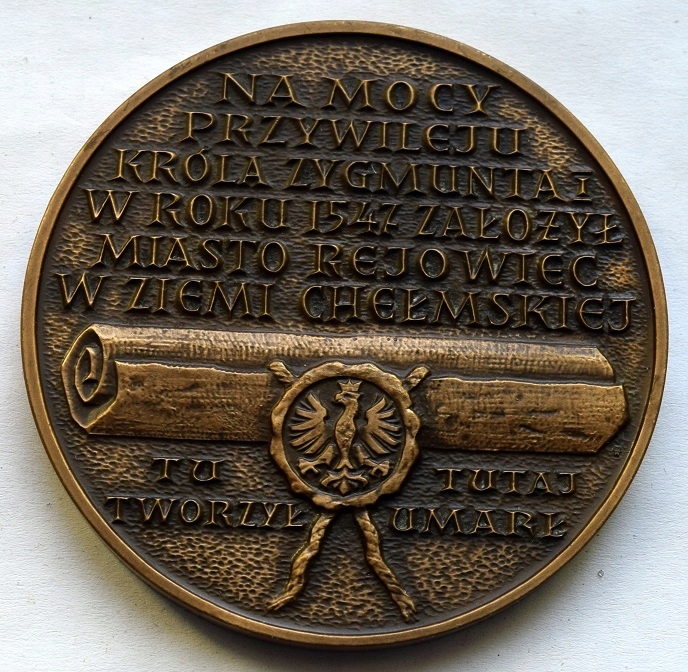 NA MOCY
PRZYWILEJU
KRÓLA ZYGMUNTA I
W ROKU 1547 ZAŁOŻYŁ
MIASTO REJOWIEC
W ZIEMI CHEŁMSKIEJ
TU
TWORZYŁ
TUTAJ
UMARŁ